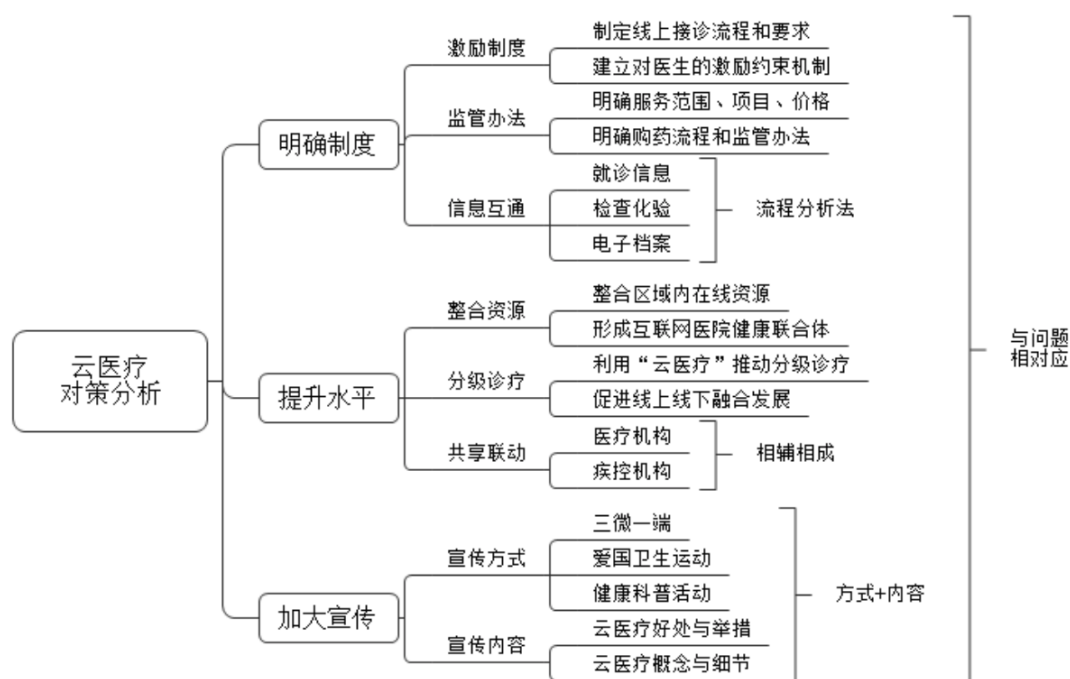 云医疗
对策分析
明确制度
激励制度
制定线上接诊流程和要求
建立对医生的激励约束机制
监管办法
明确服务范围、项目、价格
明确购药流程和监管办法
信息互通
就诊信息
检查化验
电子档案
流程分析法
提升水平
整合资源
整合区域内在线资源
形成互联网医院健康联合体
分级诊疗
利用“云医疗”推动分级诊疗
促进线上线下融合发展
共享联动
医疗机构
疾控机构
相辅相成
加大宣传
宣传方式
三微一端
爱国卫生运动
健康科普活动
宣传内容
云医疗好处与举措
云医疗概念与细节
方式+内容
与问题
相对应